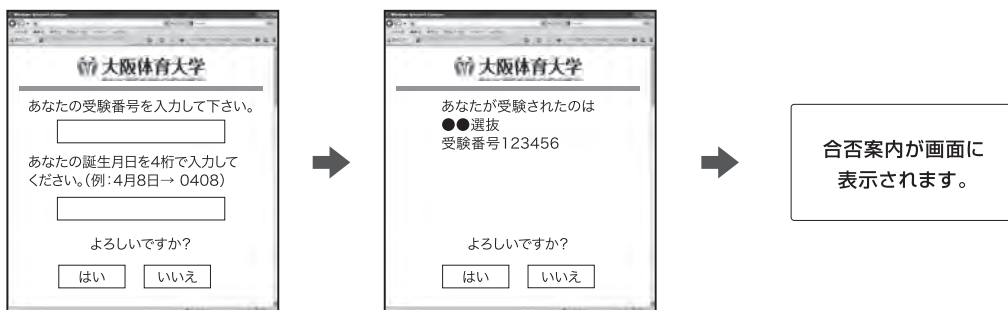 大阪体育大学
あなたの受験番号を入力して下さい。
あなたの誕生月日を4桁で入力して
ください。(例:4月8日→ 0408)
よろしいですか?
はい
いいえ
大阪体育大学
あなたが受験されたのは
●●選抜
受験番号123456
よろしいですか?
はい
いいえ
合否案内が画面に
表示されます。